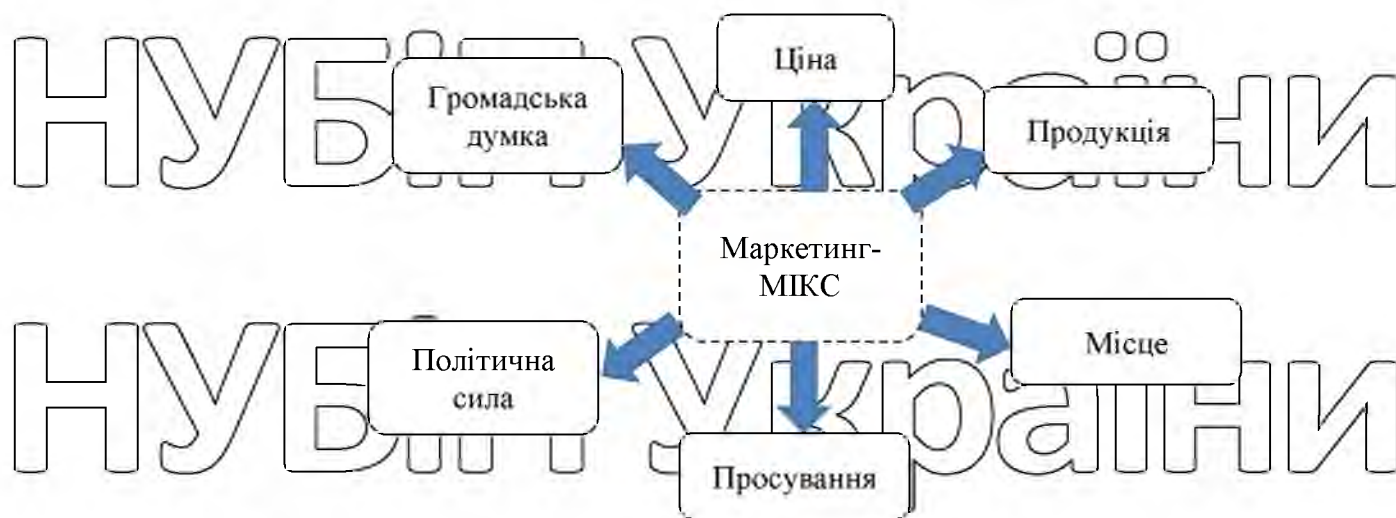 НУБіП України
Ціна
Громадська
думка
Продукція
Маркетинг-
МІКС
НУБіП України
Політична
сила
Місце
Просування